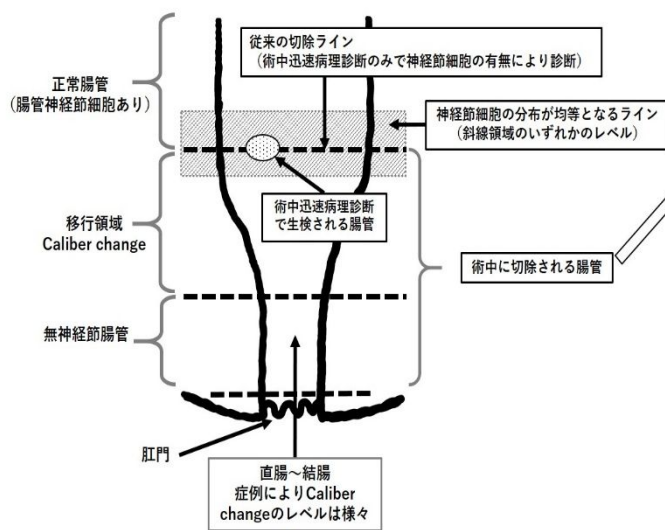 従来の切除ライン
（術中迅速病理診断のみで神経節細胞の有無により診断）
正常腸管
（腸管神経節細胞あり）
神経節細胞の分布が均等となるライン
（斜線領域のいずれかのレベル）
術中迅速病理診断
で生検される腸管
移行領域
Caliber change
術中に切除される腸管
無神経節腸管
肛門
直腸～結腸
症例によりCaliber
changeのレベルは様々